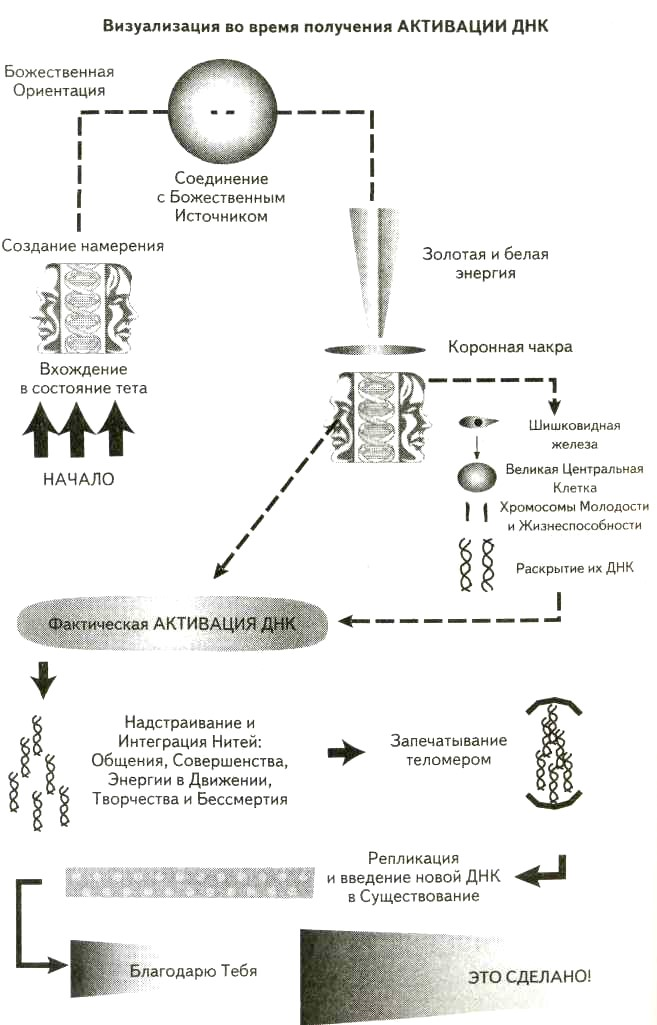 Визуализация во время получения АКТИВАЦИИ ДНК
Божественная
Ориентация
Соединение
с Божественным
Источником
Создание намерения
Вхождение
в состояние тета
НАЧАЛО
Золотая и белая
энергия
Коронная чакра
Шишковидная
железа
Великая Центральная
Клетка
Хромосомы Молодости
и Жизнеспособности
Раскрытие их ДНК
Фактическая АКТИВАЦИЯ ДНК
Надстраивание и
Интеграция Нитей:
Общения, Совершенства,
Энергии в Движении,
Творчества и Бессмертия
Запечатывание
теломером
Репликация
и введение новой ДНК
в Существование
Благодарю Тебя
ЭТО СДЕЛАНО!